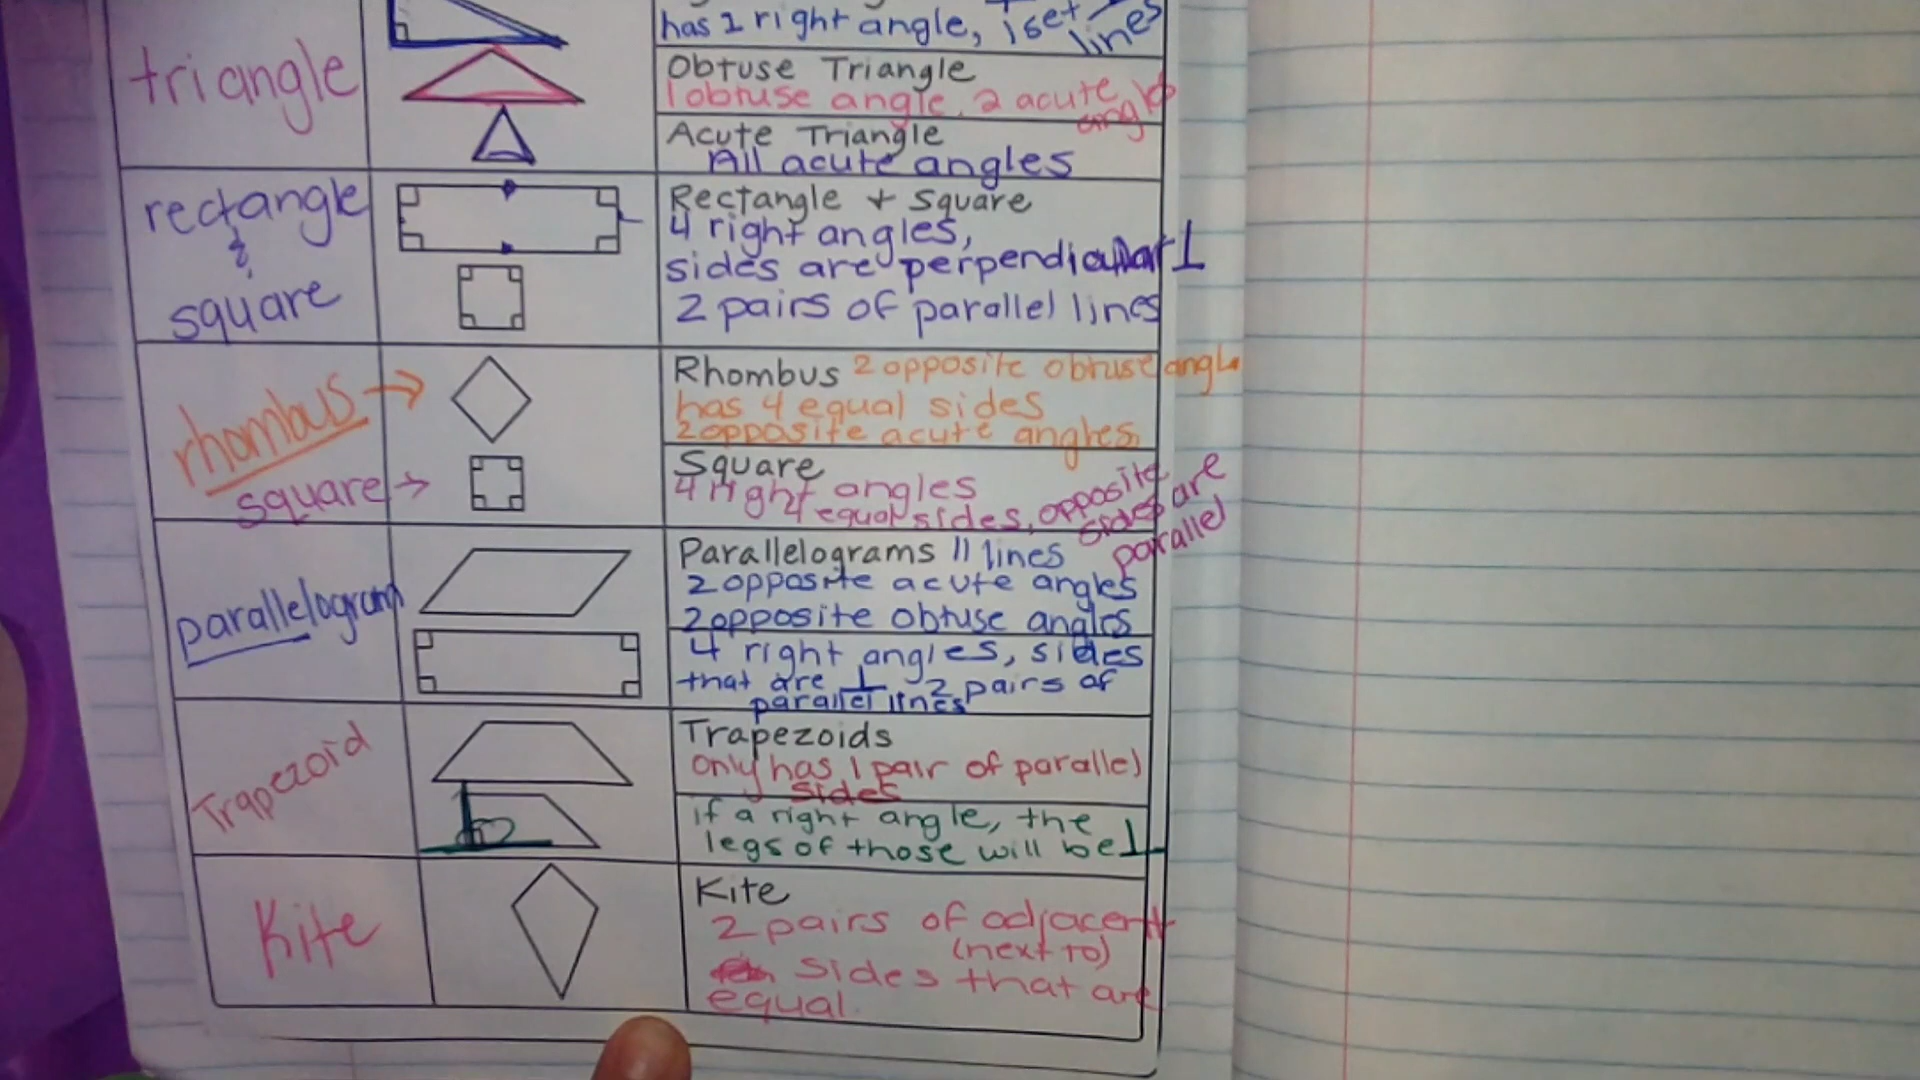 triangle
has 1 right angle, 1 set ⊥
lines
Obtuse Triangle
1 obtuse angle, 2 acute
angles
Acute Triangle
All acute angles
rectangle
&
square
Rectangle + Square
4 right angles,
sides are perpendicular ⊥
2 pairs of parallel lines
rhombus →
Rhombus 2 opposite obtuse angle
has 4 equal sides
2 opposite acute angles
square →
Square
4 right angles
4 equal sides, opposite
sides are
parallel
parallelogram
Parallelograms || lines
2 opposite acute angles
2 opposite obtuse angles
4 right angles, sides
that are ⊥ 2 pairs of
parallel lines
Trapezoid
Trapezoids
only has 1 pair of parallel
sides
if a right angle, the
legs of those will be ⊥
Kite
Kite
2 pairs of adjacent
(next to)
sides that are
equal.